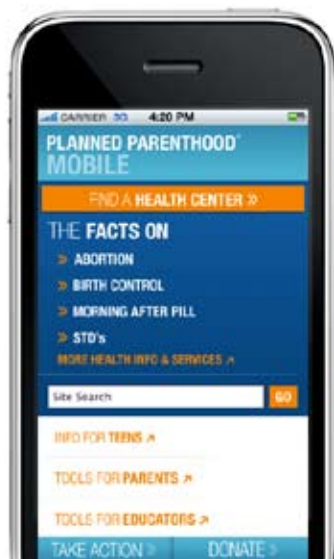 CARRIER 3G 4:20 PM
PLANNED PARENTHOOD®
MOBILE
FIND A HEALTH CENTER »
THE FACTS ON
» ABORTION
» BIRTH CONTROL
» MORNING AFTER PILL
» STD's
MORE HEALTH INFO & SERVICES ↗
Site Search GO
INFO FOR TEENS ↗
TOOLS FOR PARENTS ↗
TOOLS FOR EDUCATORS ↗
TAKE ACTION » DONATE »